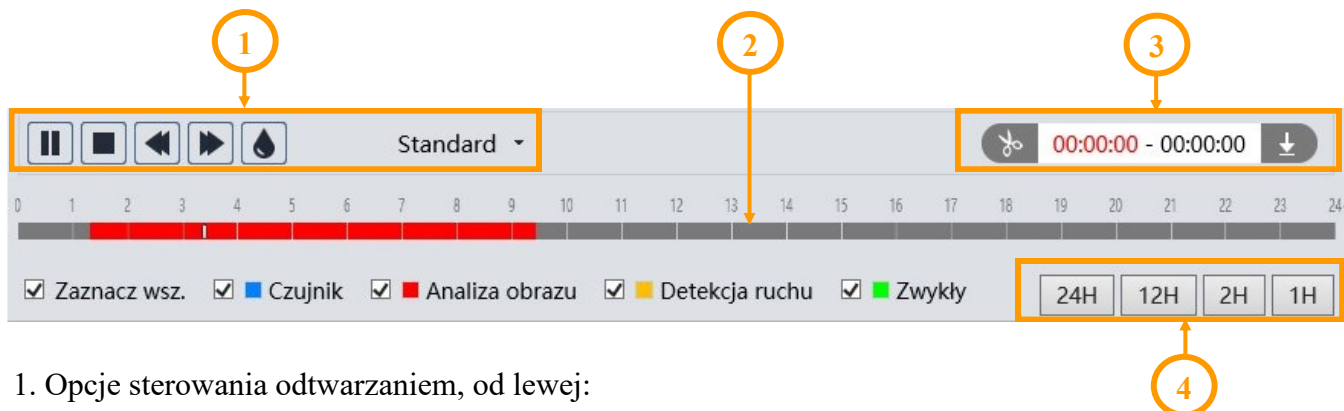 1 2 3
Standard 00:00:00 - 00:00:00
0 1 2 3 4 5 6 7 8 9 10 11 12 13 14 15 16 17 18 19 20 21 22 23 24
Zaznacz wsz. Czujnik Analiza obrazu Detekcja ruchu Zwykły 24H 12H 2H 1H
4
1. Opcje sterowania odtwarzaniem, od lewej: